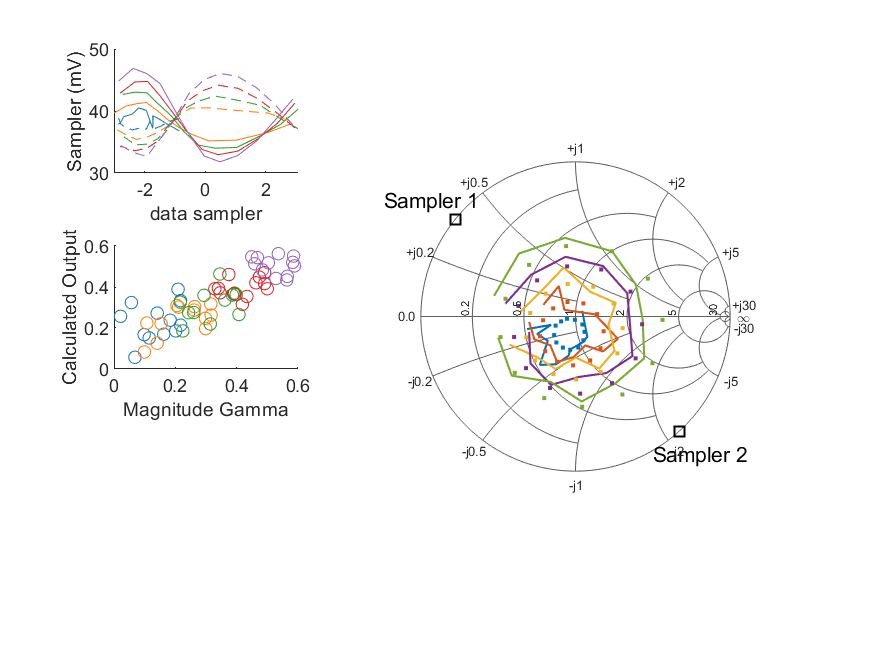 50
40
30
Sampler (mV)
-2 0 2
data sampler
0.6
0.4
0.2
0
Calculated Output
0 0.2 0.4 0.6
Magnitude Gamma
+j1
+j0.5
+j2
Sampler 1
+j0.2
+j5
0.0
0.2
0.5
1
2
5
30
+j30
∞
-j30
-j0.2
-j5
-j0.5
-j2
Sampler 2
-j1